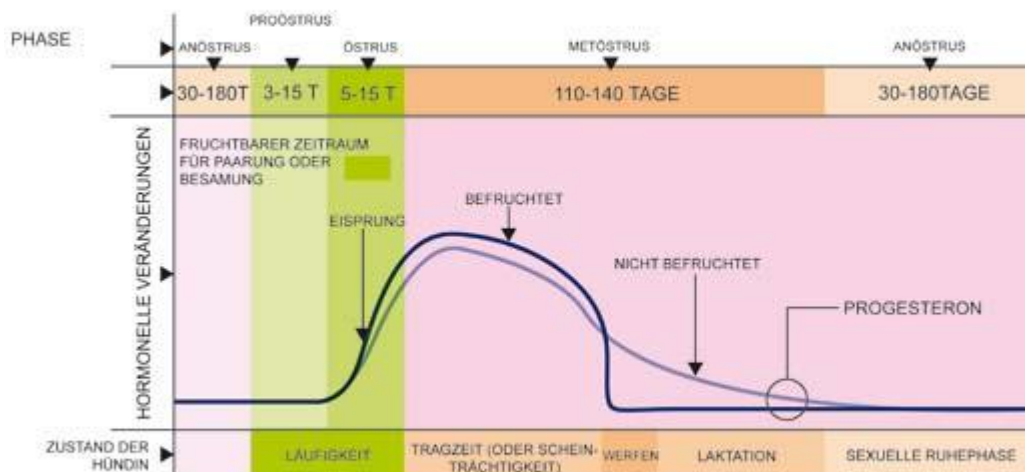 PROÖSTRUS
PHASE
ANÖSTRUS
ÖSTRUS
METÖSTRUS
ANÖSTRUS
30-180T
3-15 T
5-15 T
110-140 TAGE
30-180TAGE
HORMONELLE VERÄNDERUNGEN
FRUCHTBARER ZEITRAUM
FÜR PAARUNG ODER
BESAMUNG
EISPRUNG
BEFRUCHTET
NICHT BEFRUCHTET
PROGESTERON
ZUSTAND DER
HÜNDIN
LÄUFIGKEIT
TRAGZEIT (ODER SCHEIN-
TRÄCHTIGKEIT)
WERFEN
LAKTATION
SEXUELLE RUHEPHASE